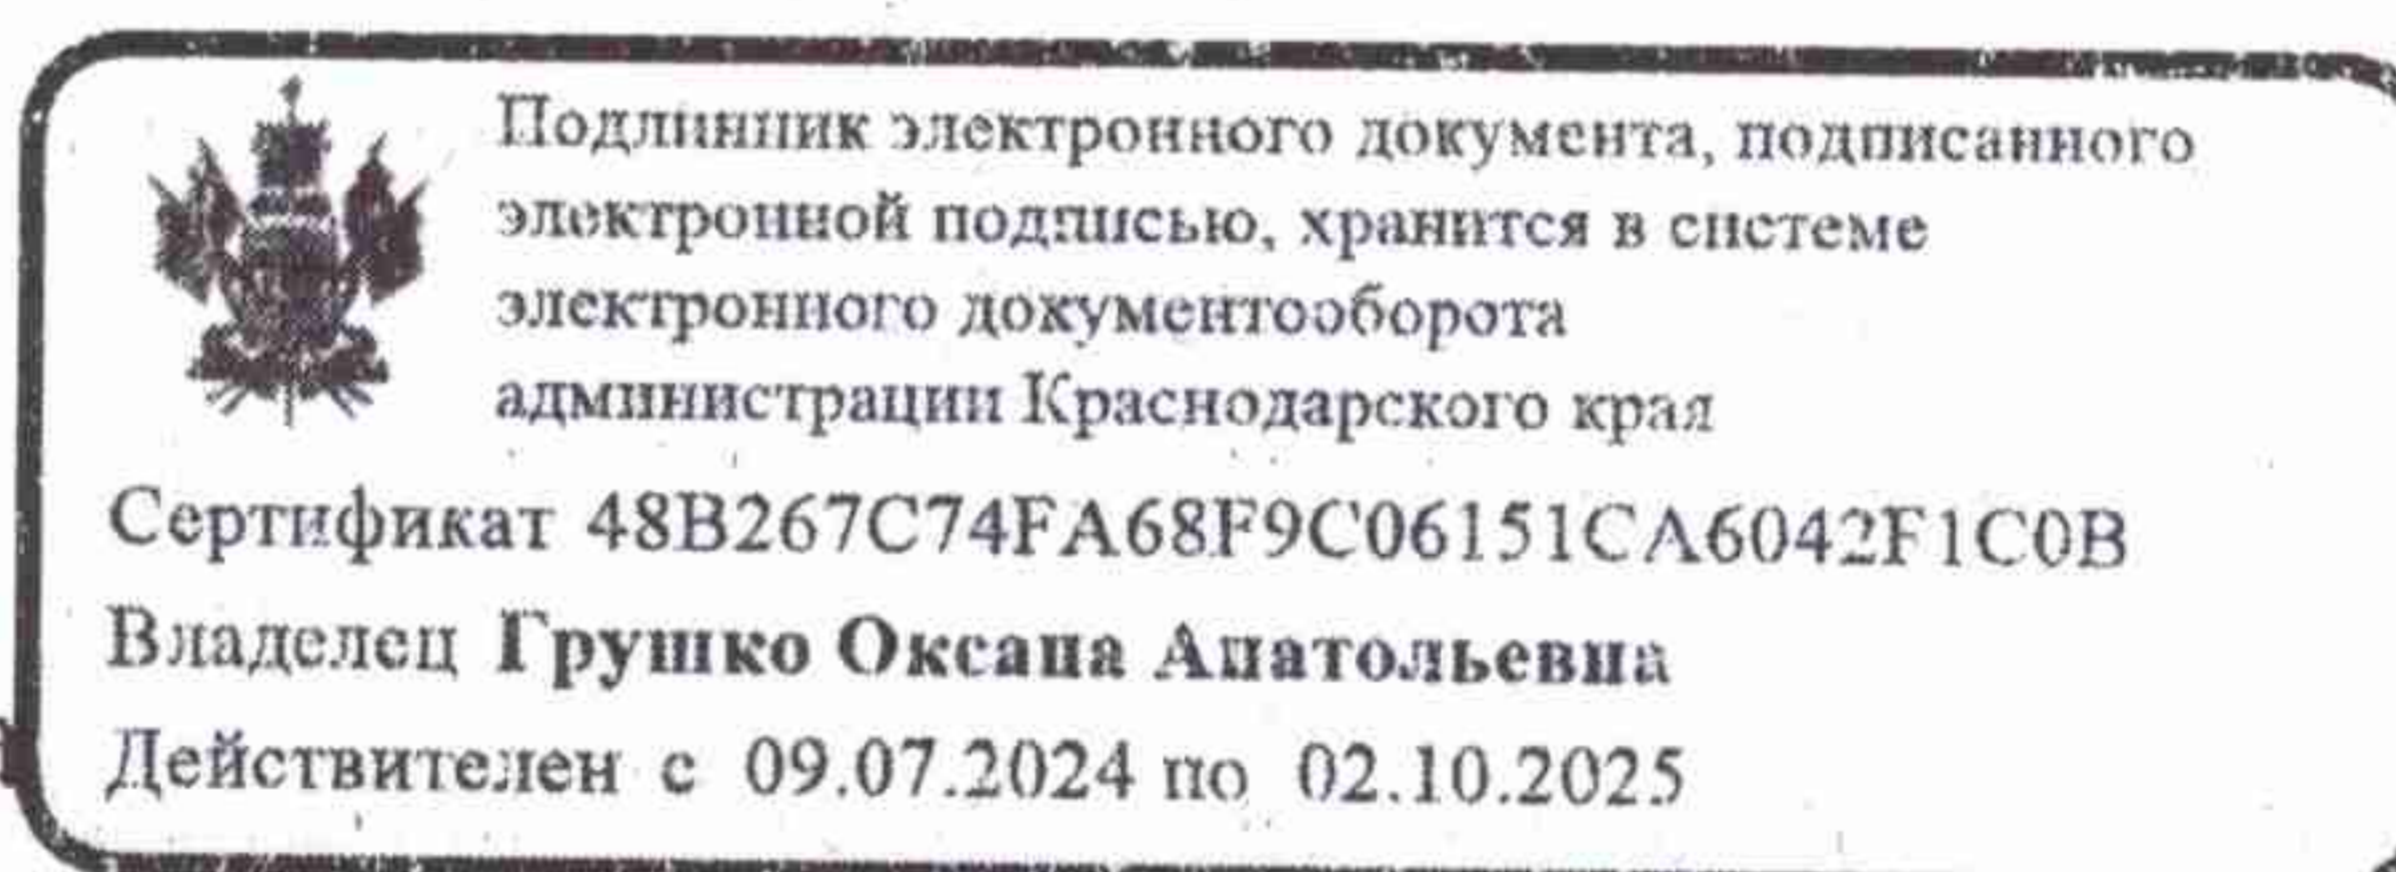 Подлинник электронного документа, подписанного
электронной подписью, хранится в системе
электронного документооборота
администрации Краснодарского края
Сертификат 48B267C74FA68F9C06151CA6042F1C0B
Владелец Грушко Оксана Анатольевна
Действителен с 09.07.2024 по 02.10.2025